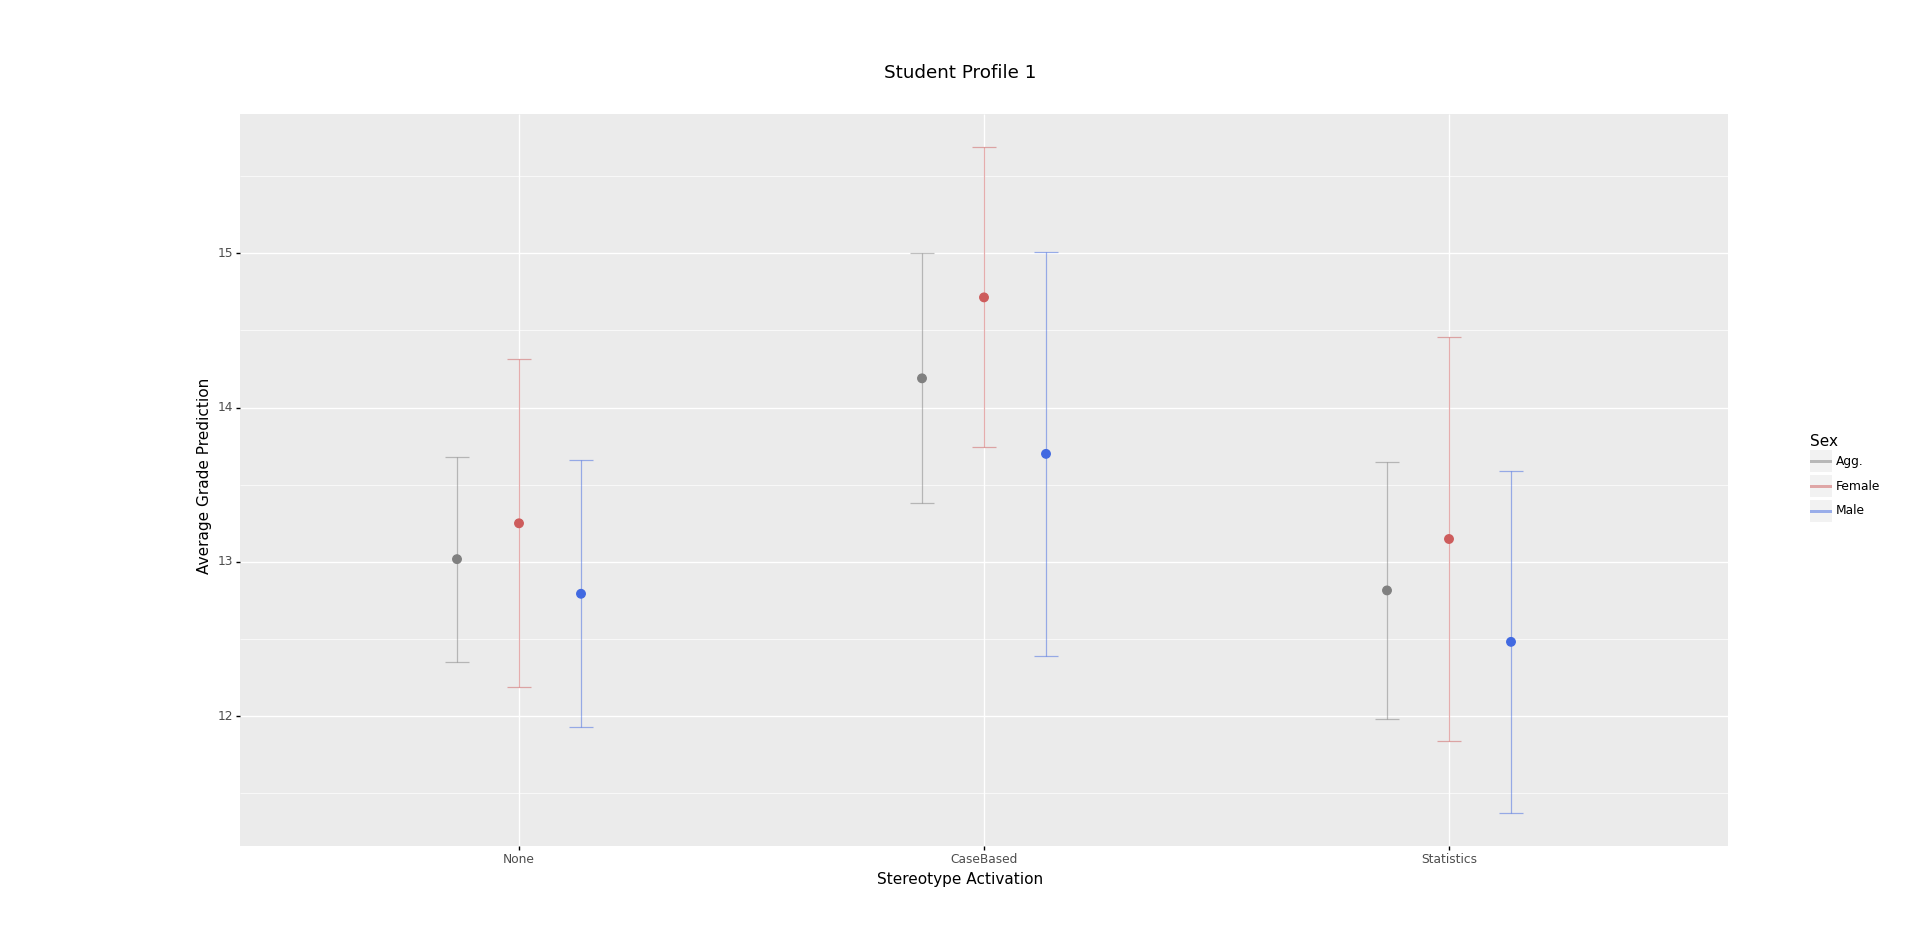 Student Profile 1
Average Grade Prediction
15
14
13
12
None
CaseBased
Statistics
Stereotype Activation
Sex
Agg.
Female
Male